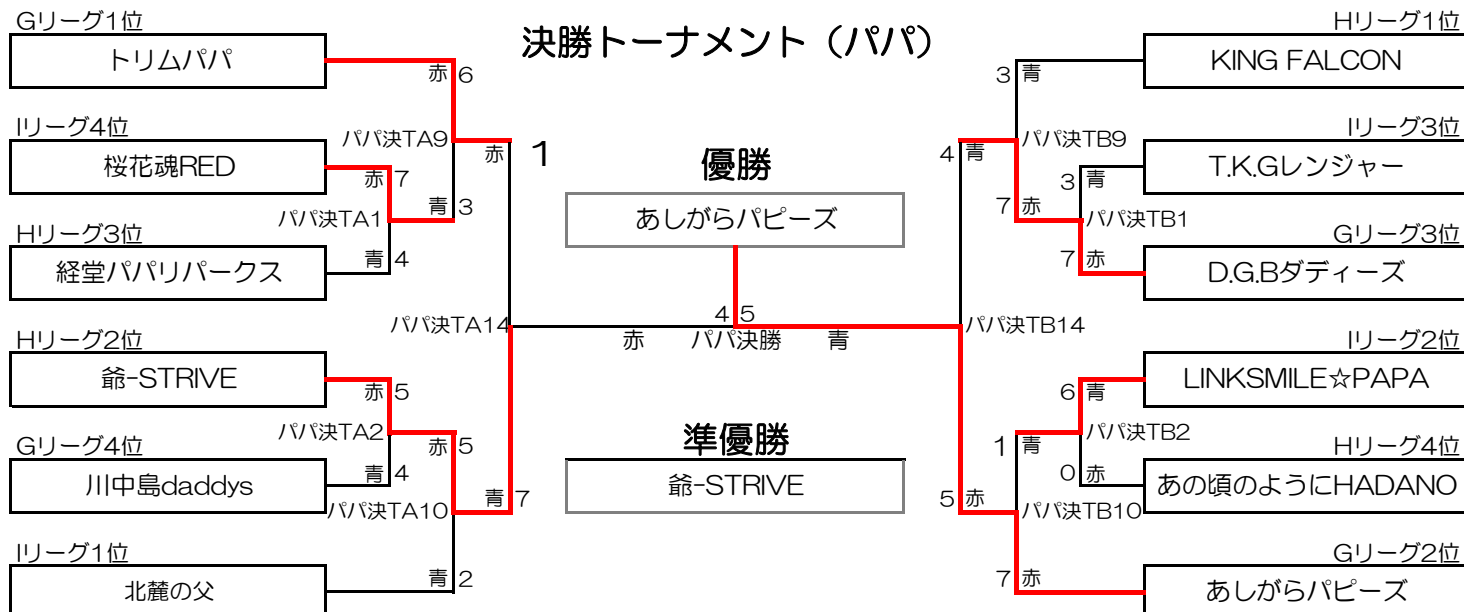 決勝トーナメント（パパ）
Gリーグ1位
トリムパパ
赤 6
Iリーグ4位
パパ決TA9
赤 1
桜花魂RED
赤 7
パパ決TA1
青 3
Hリーグ3位
経堂パパリパークス
青 4
パパ決TA14
Hリーグ2位
爺-STRIVE
赤 5
パパ決TA2
赤 5
Gリーグ4位
川中島daddys
青 4
青 7
パパ決TA10
Iリーグ1位
北麓の父
青 2
優勝
あしがらパピーズ
4 5
赤 パパ決勝 青
準優勝
爺-STRIVE
Hリーグ1位
KING FALCON
3 青
Iリーグ3位
パパ決TB9
4 青
T.K.Gレンジャー
3 青
7 赤
パパ決TB1
Gリーグ3位
D.G.Bダディーズ
7 赤
パパ決TB14
Iリーグ2位
LINKSMILE☆PAPA
6 青
パパ決TB2
1 青
Hリーグ4位
あの頃のようにHADANO
0 赤
5 赤
パパ決TB10
Gリーグ2位
あしがらパピーズ
7 赤